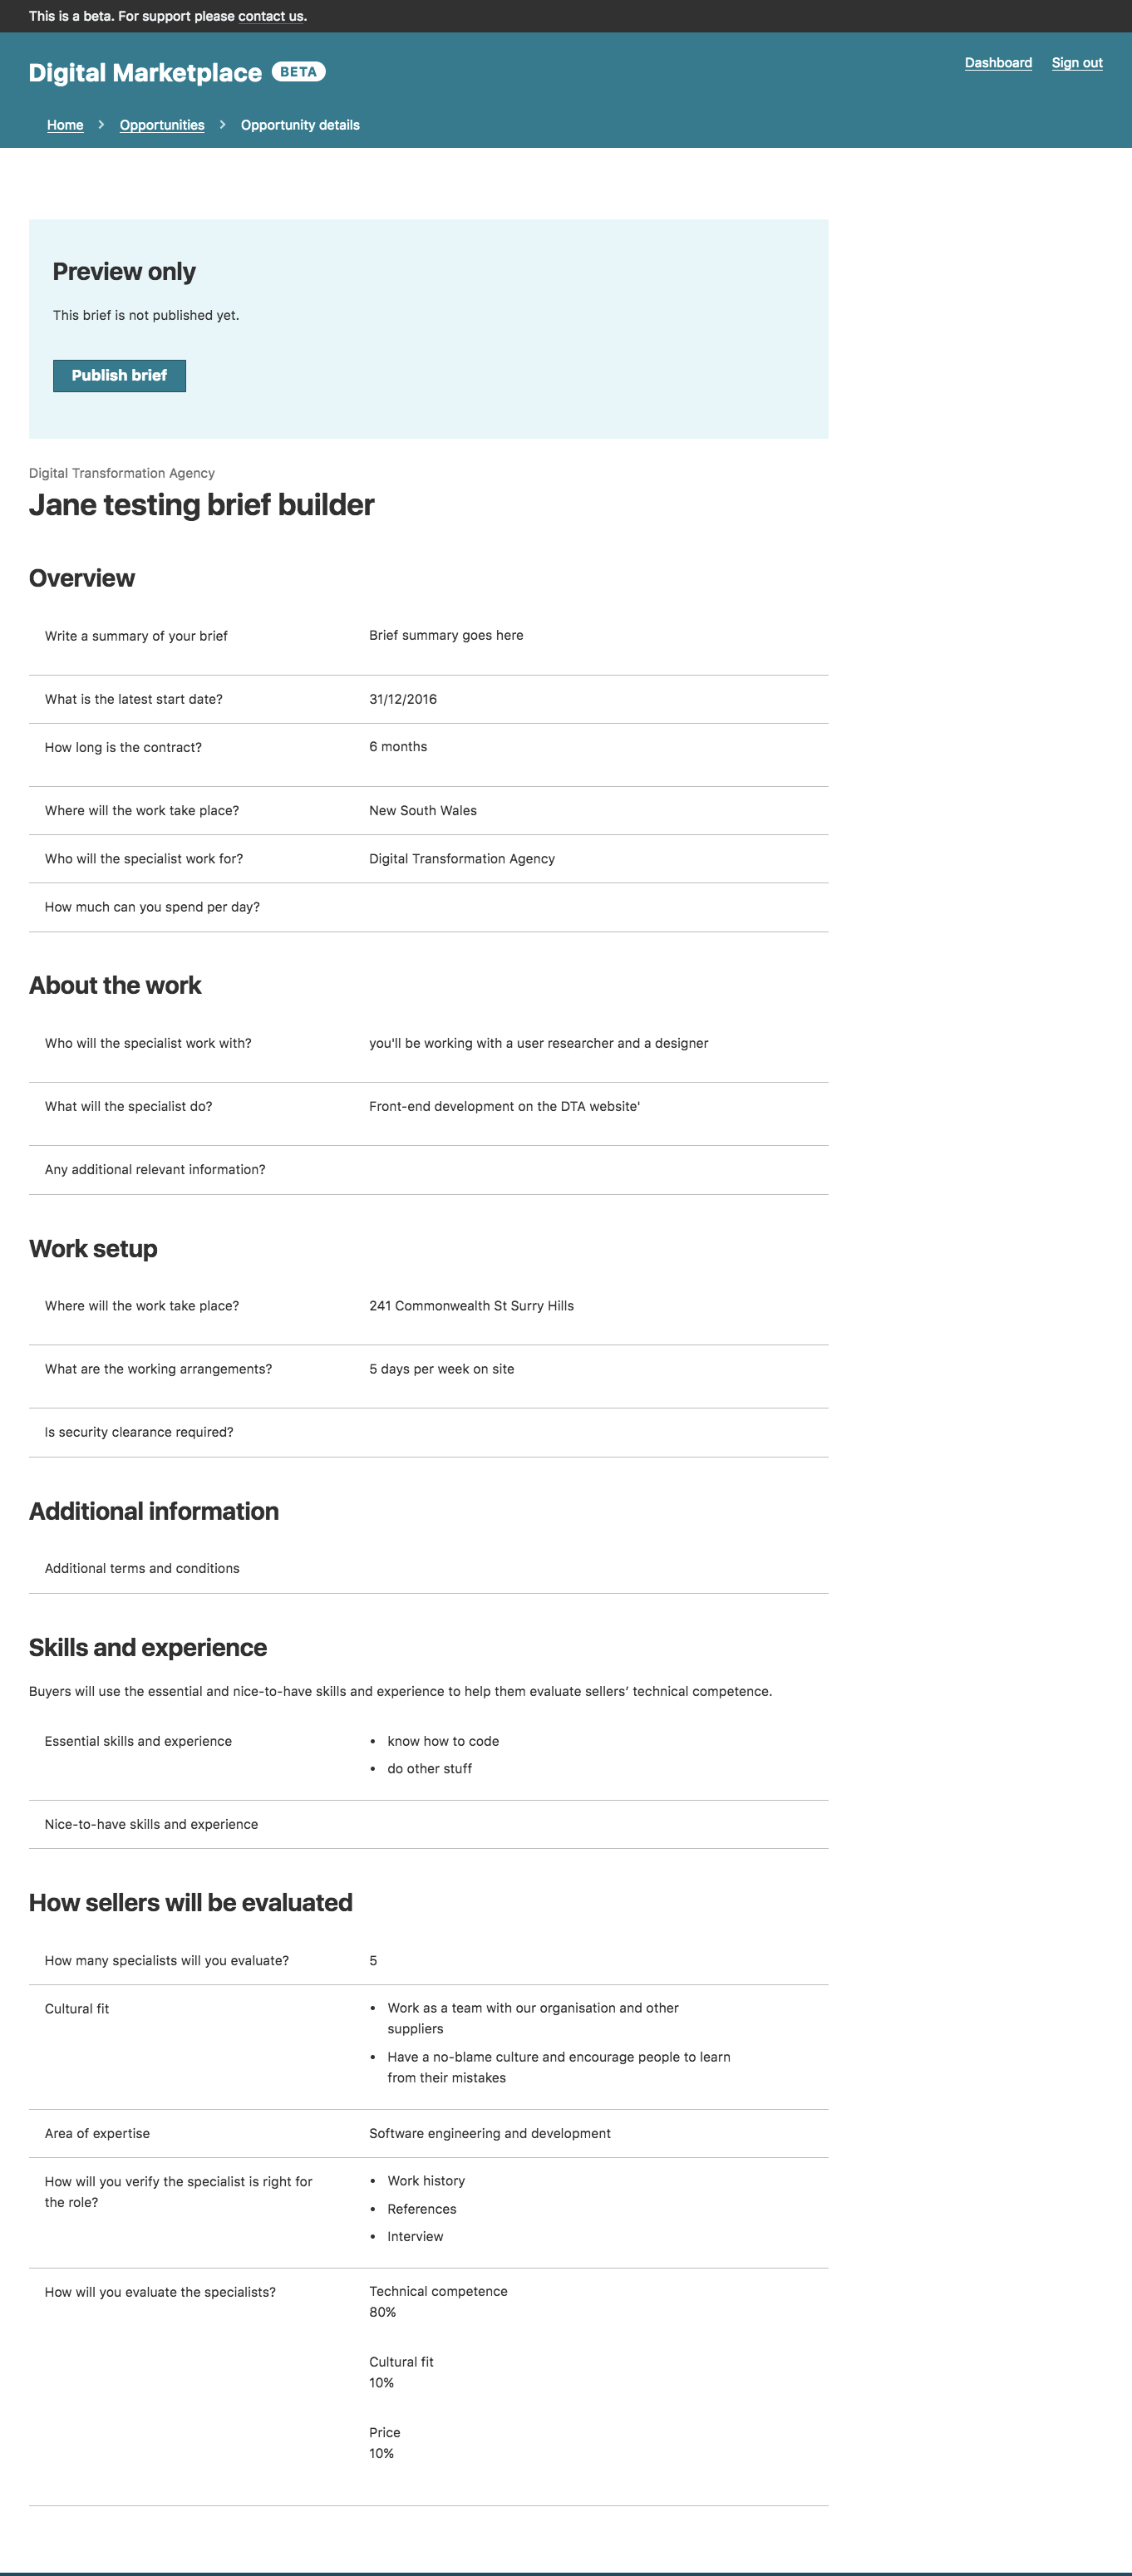 This is a beta. For support please contact us.
Digital Marketplace BETA
Dashboard Sign out
Home > Opportunities > Opportunity details
Preview only
This brief is not published yet.
Publish brief
Digital Transformation Agency
Jane testing brief builder
Overview
Write a summary of your brief Brief summary goes here
What is the latest start date? 31/12/2016
How long is the contract? 6 months
Where will the work take place? New South Wales
Who will the specialist work for? Digital Transformation Agency
How much can you spend per day?
About the work
Who will the specialist work with? you'll be working with a user researcher and a designer
What will the specialist do? Front-end development on the DTA website'
Any additional relevant information?
Work setup
Where will the work take place? 241 Commonwealth St Surry Hills
What are the working arrangements? 5 days per week on site
Is security clearance required?
Additional information
Additional terms and conditions
Skills and experience
Buyers will use the essential and nice-to-have skills and experience to help them evaluate sellers’ technical competence.
Essential skills and experience • know how to code
• do other stuff
Nice-to-have skills and experience
How sellers will be evaluated
How many specialists will you evaluate? 5
Cultural fit • Work as a team with our organisation and other
suppliers
• Have a no-blame culture and encourage people to learn
from their mistakes
Area of expertise Software engineering and development
How will you verify the specialist is right for
the role?
• Work history
• References
• Interview
How will you evaluate the specialists? Technical competence
80%
Cultural fit
10%
Price
10%